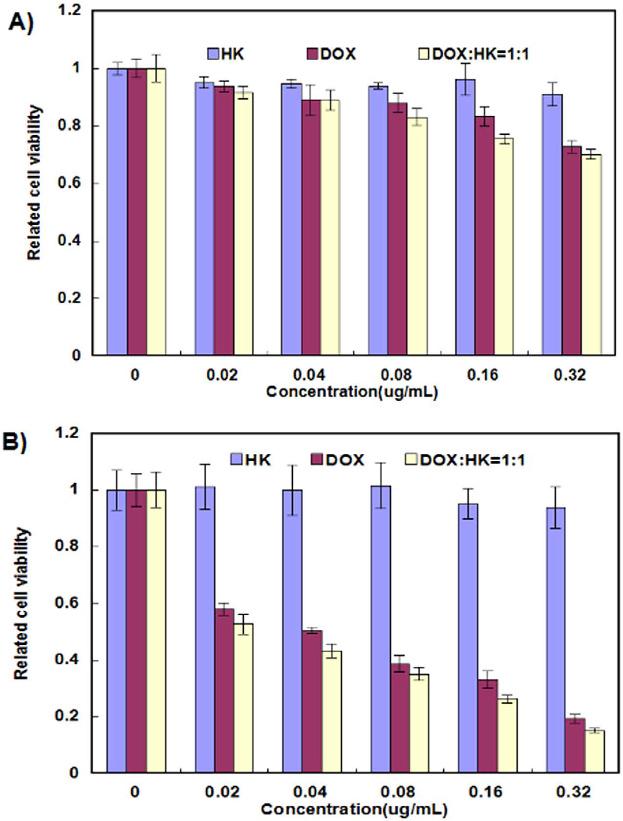 A)
1.2
HK DOX DOX:HK=1:1
1
0.8
0.6
0.4
0.2
0
Related cell viability
0 0.02 0.04 0.08 0.16 0.32
Concentration(ug/mL)
B)
1.2
HK DOX DOX:HK=1:1
1
0.8
0.6
0.4
0.2
0
Related cell viability
0 0.02 0.04 0.08 0.16 0.32
Concentration(ug/mL)